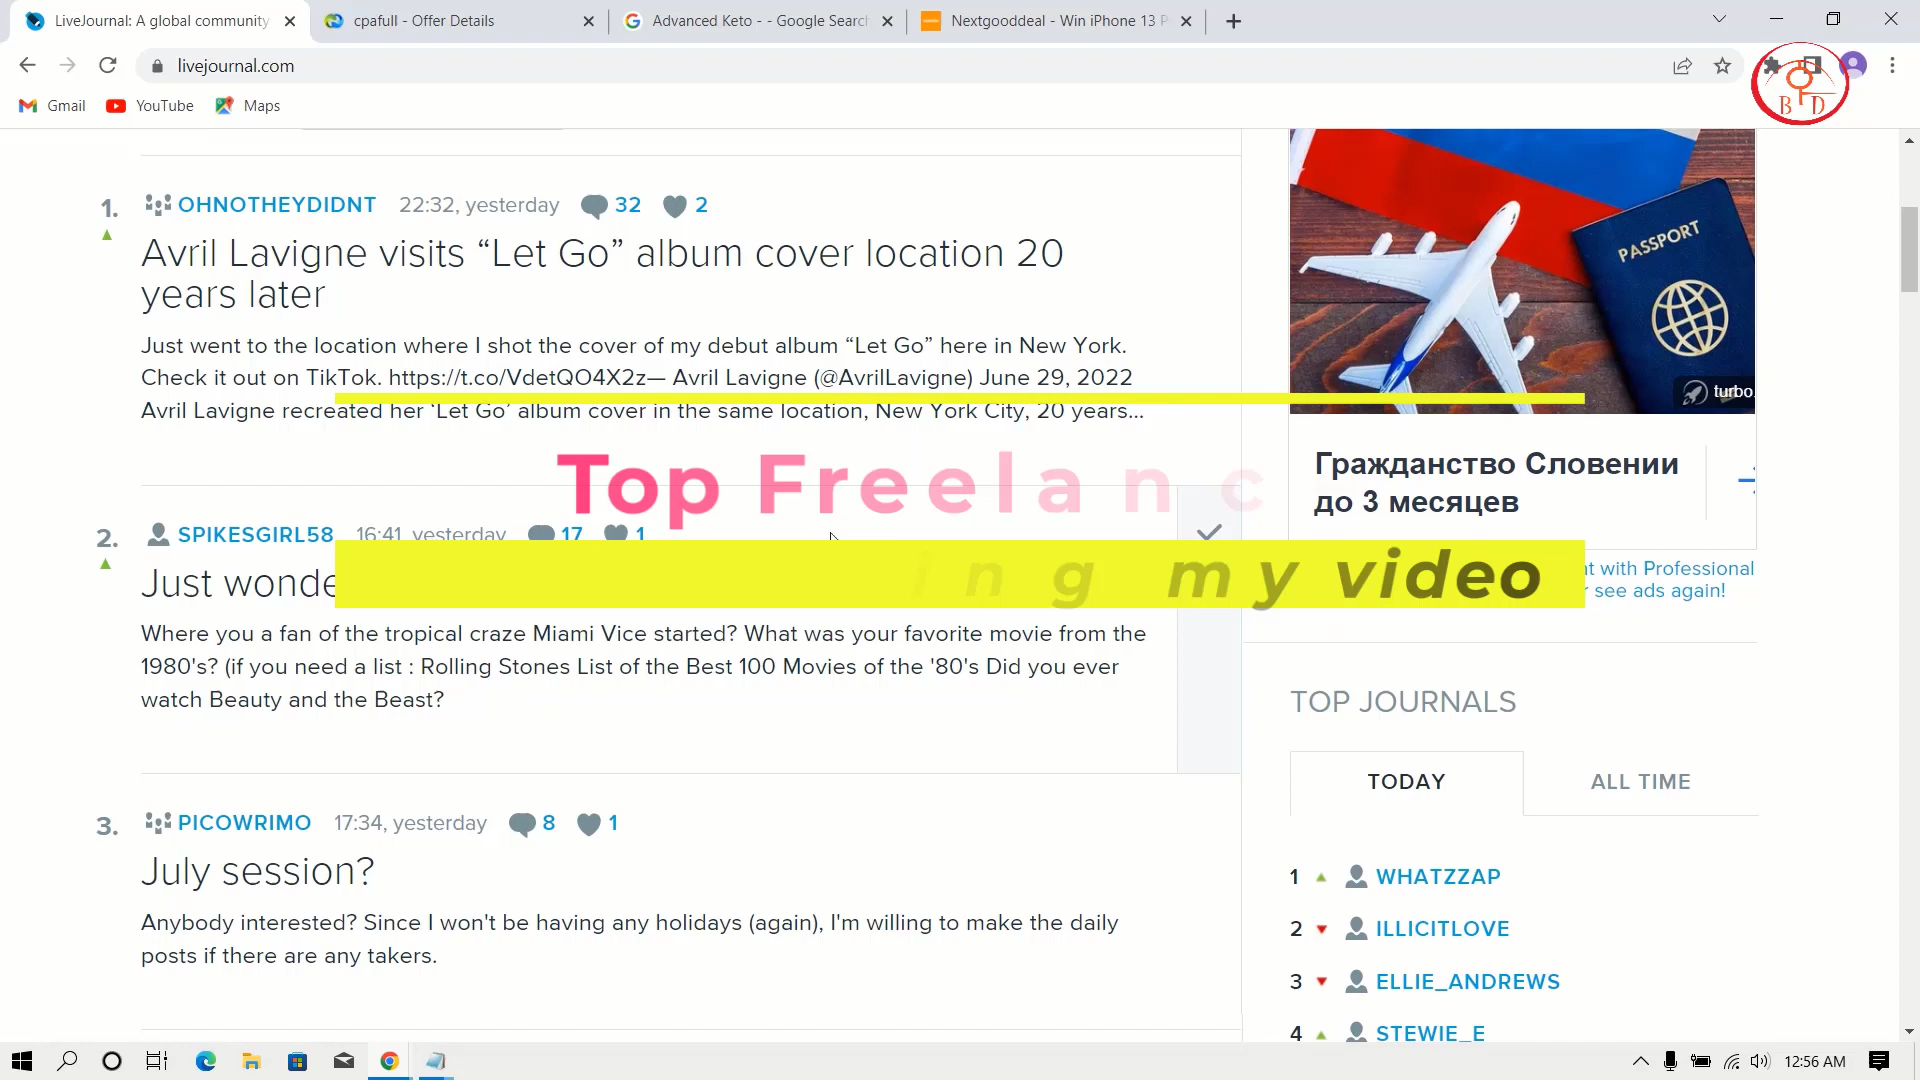 LiveJournal: A global community
cpafull - Offer Details
Advanced Keto - - Google Search
Nextgooddeal - Win iPhone 13 P
livejournal.com
Gmail
YouTube
Maps
B D
1. OHNOTHEYDIDNT 22:32, yesterday 32 2
Avril Lavigne visits “Let Go” album cover location 20
years later
Just went to the location where I shot the cover of my debut album “Let Go” here in New York.
Check it out on TikTok. https://t.co/VdetQO4X2z— Avril Lavigne (@AvrilLavigne) June 29, 2022
Avril Lavigne recreated her ‘Let Go’ album cover in the same location, New York City, 20 years...
Top Freelanc
2. SPIKESGIRL58 16:41, yesterday 17 1
Just wonde
ing my video
Where you a fan of the tropical craze Miami Vice started? What was your favorite movie from the
1980's? (if you need a list : Rolling Stones List of the Best 100 Movies of the '80's Did you ever
watch Beauty and the Beast?
3. PICOWRIMO 17:34, yesterday 8 1
July session?
Anybody interested? Since I won't be having any holidays (again), I'm willing to make the daily
posts if there are any takers.
PASSPORT
turbo.
Гражданство Словении
до 3 месяцев
t with Professional
see ads again!
TOP JOURNALS
TODAY
ALL TIME
1 WHATZZAP
2 ILLICITLOVE
3 ELLIE_ANDREWS
4 STEWIE_E
12:56 AM